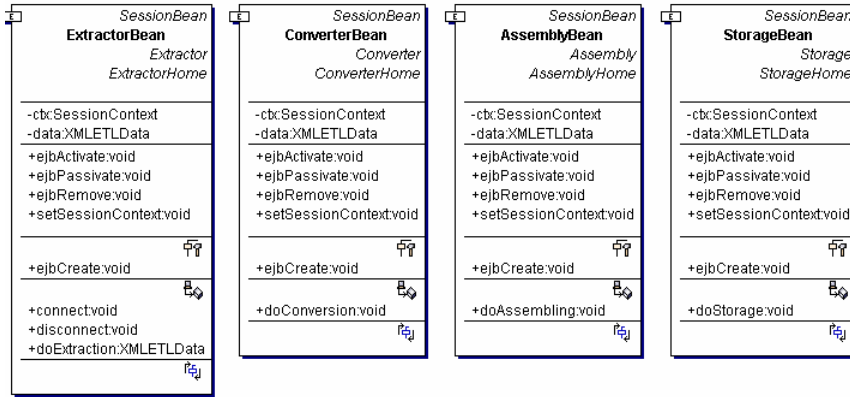 E
SessionBean
ExtractorBean
Extractor
ExtractorHome
-ctx:SessionContext
-data:XMLETLData
+ejbActivate:void
+ejbPassivate:void
+ejbRemove:void
+setSessionContext:void
+ejbCreate:void
+connect:void
+disconnect:void
+doExtraction:XMLETLData
E
SessionBean
ConverterBean
Converter
ConverterHome
-ctx:SessionContext
-data:XMLETLData
+ejbActivate:void
+ejbPassivate:void
+ejbRemove:void
+setSessionContext:void
+ejbCreate:void
+doConversion:void
E
SessionBean
AssemblyBean
Assembly
AssemblyHome
-ctx:SessionContext
-data:XMLETLData
+ejbActivate:void
+ejbPassivate:void
+ejbRemove:void
+setSessionContext:void
+ejbCreate:void
+doAssembling:void
E
SessionBean
StorageBean
Storage
StorageHome
-ctx:SessionContext
-data:XMLETLData
+ejbActivate:void
+ejbPassivate:void
+ejbRemove:void
+setSessionContext:void
+ejbCreate:void
+doStorage:void